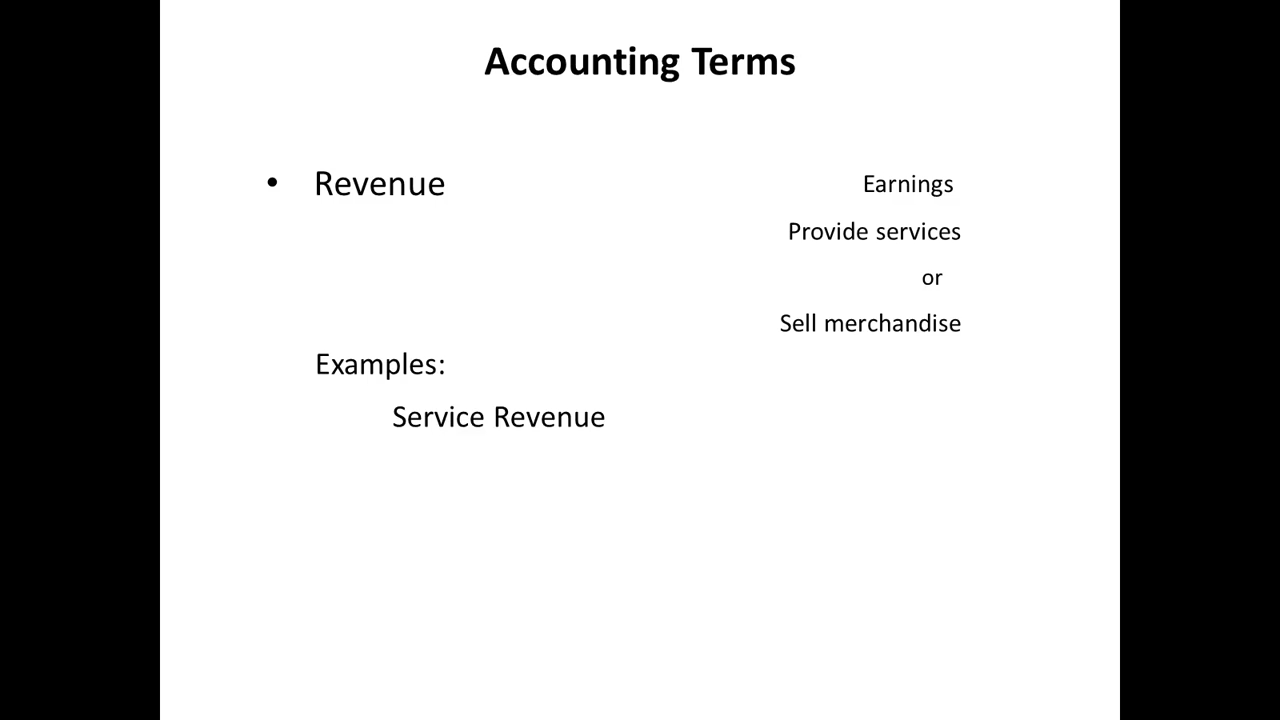 Accounting Terms
• Revenue
Earnings
Provide services
or
Sell merchandise
Examples:
Service Revenue